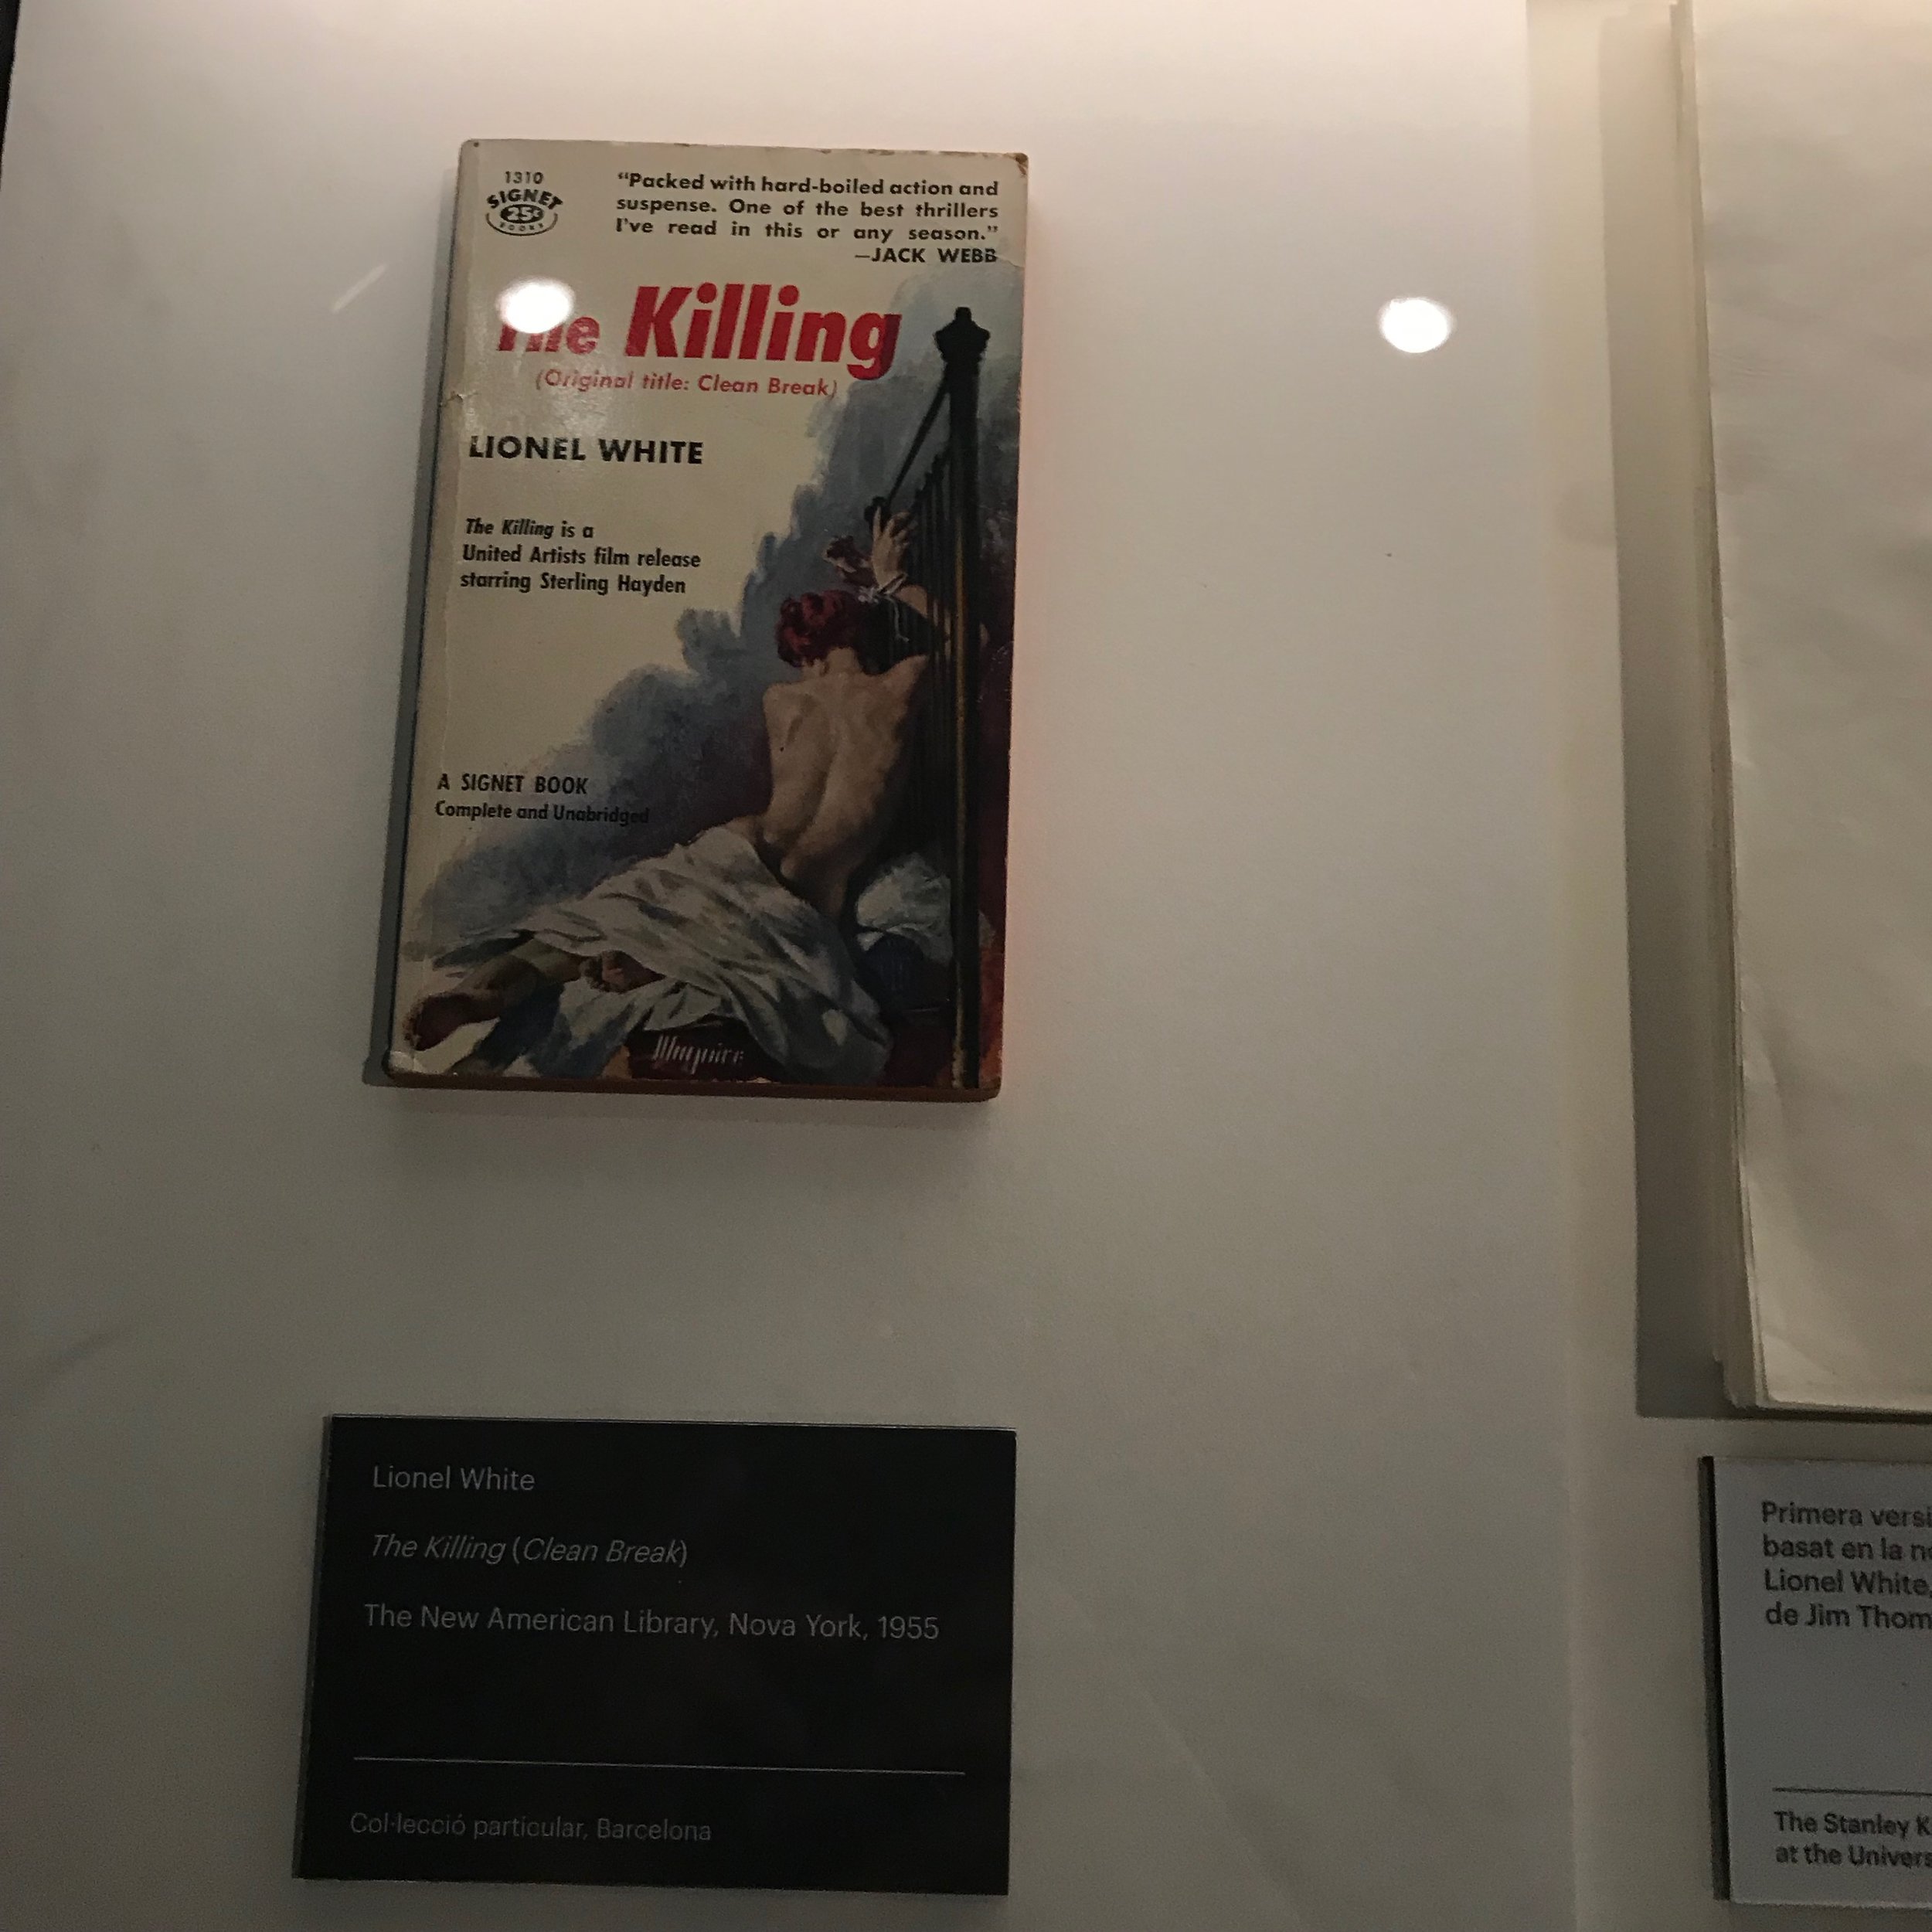 1310
SIGNET
25¢
BOOKS
“Packed with hard-boiled action and
suspense. One of the best thrillers
I've read in this or any season.”
—JACK WEBB
The Killing
(Original title: Clean Break)
LIONEL WHITE
The Killing is a
United Artists film release
starring Sterling Hayden
A SIGNET BOOK
Complete and Unabridged
Maguire
Lionel White
The Killing (Clean Break)
The New American Library, Nova York, 1955
Col·lecció particular, Barcelona
Primera versi
basat en la n
Lionel White,
de Jim Thom
The Stanley K
at the Univers